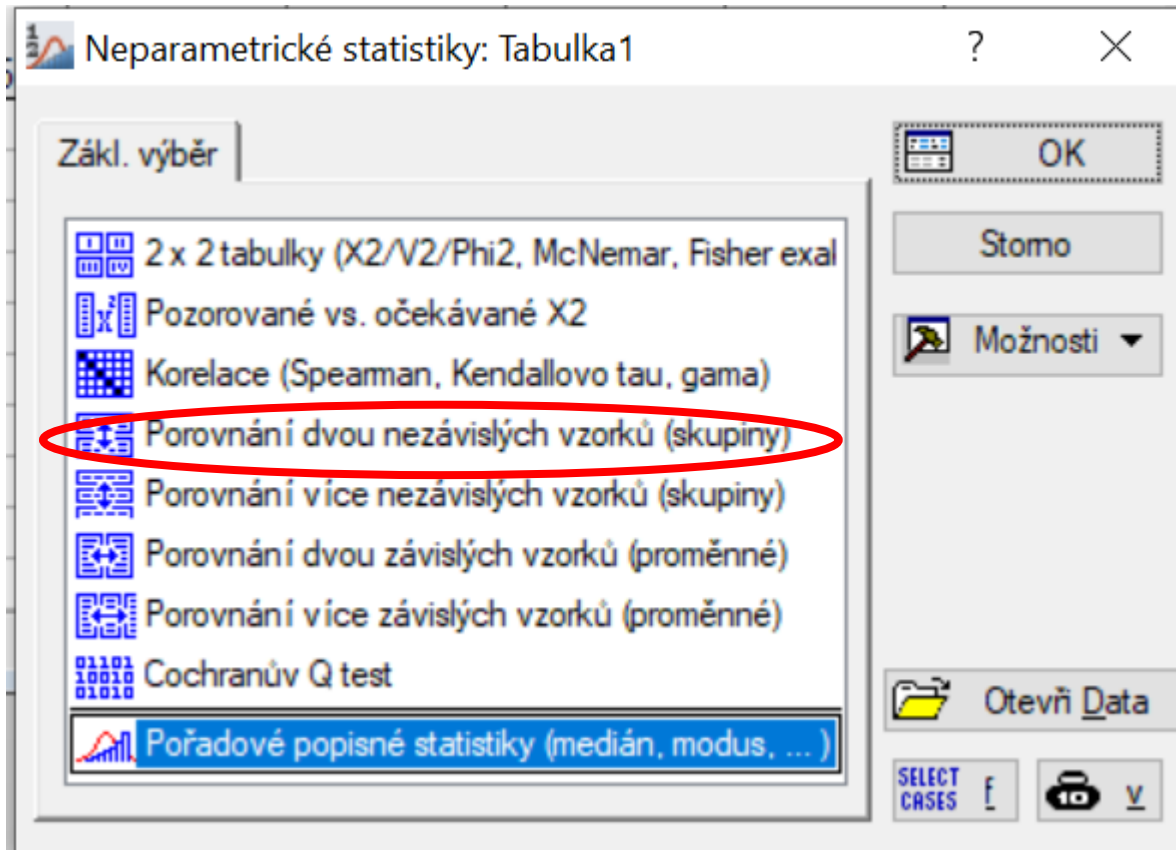 Neparametrické statistiky: Tabulka1 ?
Zákl. výběr
2 x 2 tabulky (X2/V2/Phi2, McNemar, Fisher exal
Pozorované vs. očekávané X2
Korelace (Spearman, Kendallovo tau, gama)
Porovnání dvou nezávislých vzorků (skupiny)
Porovnání více nezávislých vzorků (skupiny)
Porovnání dvou závislých vzorků (proměnné)
Porovnání více závislých vzorků (proměnné)
Cochranův Q test
Pořadové popisné statistiky (medián, modus, ... )
OK
Storno
Možnosti
Otevři Data
SELECT
CASES f
v